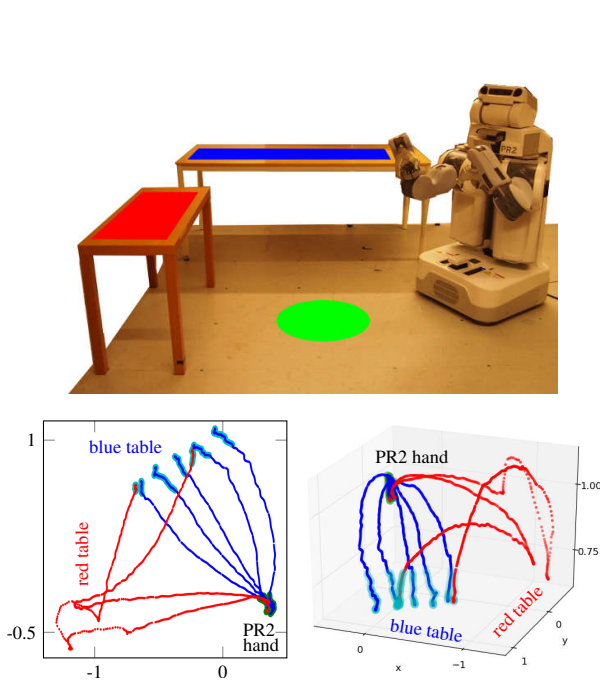 PR2
1
blue table
red table
-0.5
PR2
hand
-1
0
PR2 hand
1.00
0.75
red table
blue table
0
-1
x
0
1
y